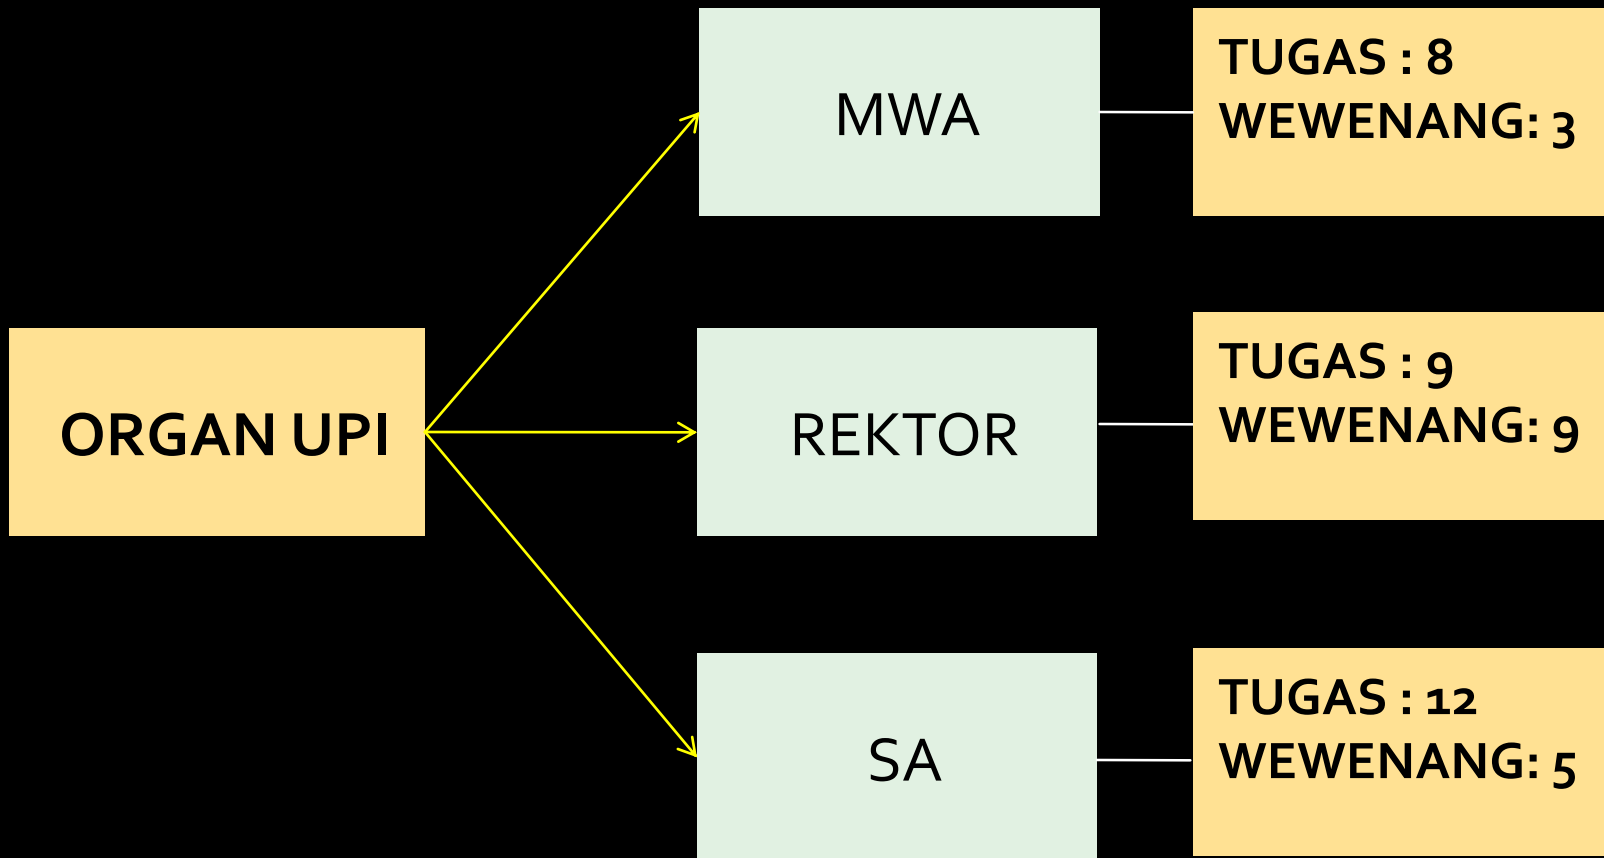 MWA
TUGAS : 8
WEWENANG: 3
ORGAN UPI
REKTOR
TUGAS : 9
WEWENANG: 9
SA
TUGAS : 12
WEWENANG: 5